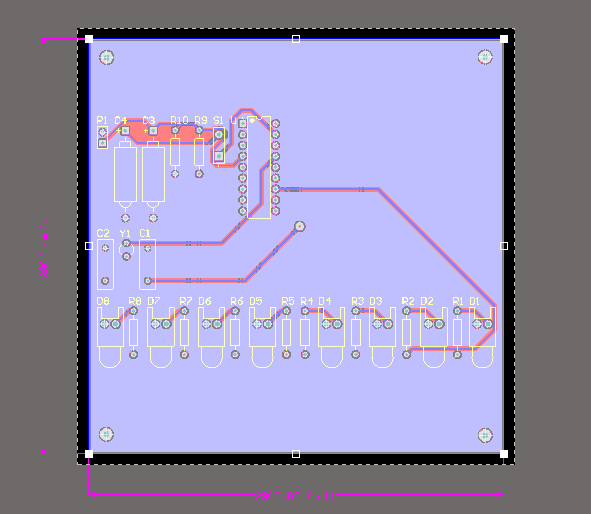 P1 C4 C3 R10 R9 S1 U
C2 Y1 C1
D8 R8 D7 R7 D6 R6 D5 R5 R4 D4 R3 D3 R2 D2 R1 D1